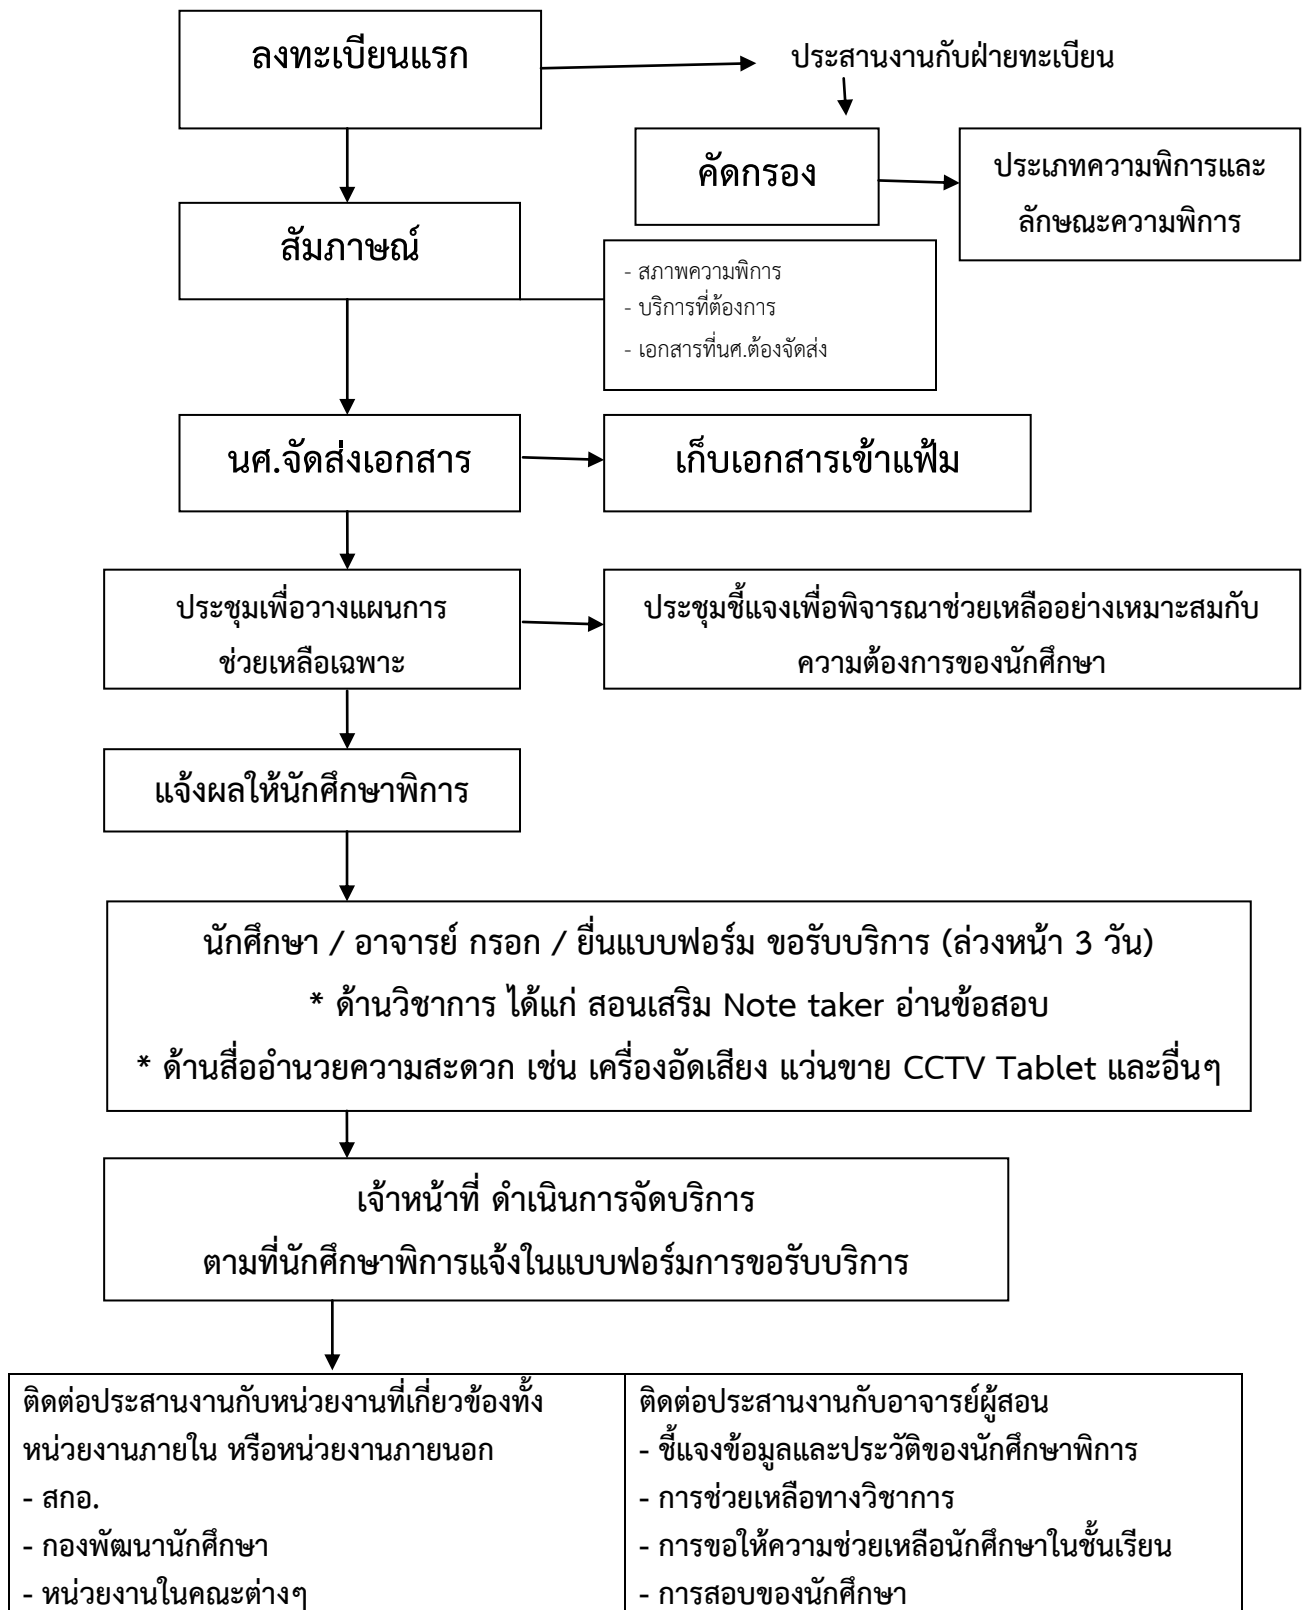 ลงทะเบียนแรก
ประสานงานกับฝ่ายทะเบียน
คัดกรอง
ประเภทความพิการและ
ลักษณะความพิการ
สัมภาษณ์
- สภาพความพิการ
- บริการที่ต้องการ
- เอกสารที่นศ.ต้องจัดส่ง
นศ.จัดส่งเอกสาร
เก็บเอกสารเข้าแฟ้ม
ประชุมเพื่อวางแผนการ
ช่วยเหลือเฉพาะ
ประชุมชี้แจงเพื่อพิจารณาช่วยเหลืออย่างเหมาะสมกับ
ความต้องการของนักศึกษา
แจ้งผลให้นักศึกษาพิการ
นักศึกษา / อาจารย์ กรอก / ยื่นแบบฟอร์ม ขอรับบริการ (ล่วงหน้า 3 วัน)
* ด้านวิชาการ ได้แก่ สอนเสริม Note taker อ่านข้อสอบ
* ด้านสื่ออำนวยความสะดวก เช่น เครื่องอัดเสียง แว่นขาย CCTV Tablet และอื่นๆ
เจ้าหน้าที่ ดำเนินการจัดบริการ
ตามที่นักศึกษาพิการแจ้งในแบบฟอร์มการขอรับบริการ
ติดต่อประสานงานกับหน่วยงานที่เกี่ยวข้องทั้ง
หน่วยงานภายใน หรือหน่วยงานภายนอก
- สกอ.
- กองพัฒนานักศึกษา
- หน่วยงานในคณะต่างๆ
ติดต่อประสานงานกับอาจารย์ผู้สอน
- ชี้แจงข้อมูลและประวัติของนักศึกษาพิการ
- การช่วยเหลือทางวิชาการ
- การขอให้ความช่วยเหลือนักศึกษาในชั้นเรียน
- การสอบของนักศึกษา